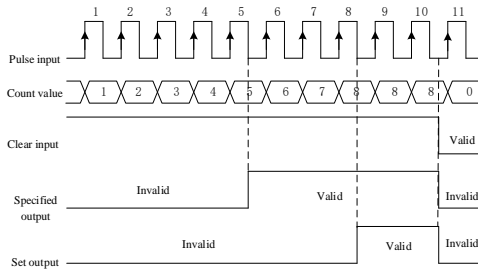 1 2 3 4 5 6 7 8 9 10 11
Pulse input
Count value 1 2 3 4 5 6 7 8 8 8 0
Clear input Valid
Specified output Invalid Valid Invalid
Set output Invalid Valid Invalid